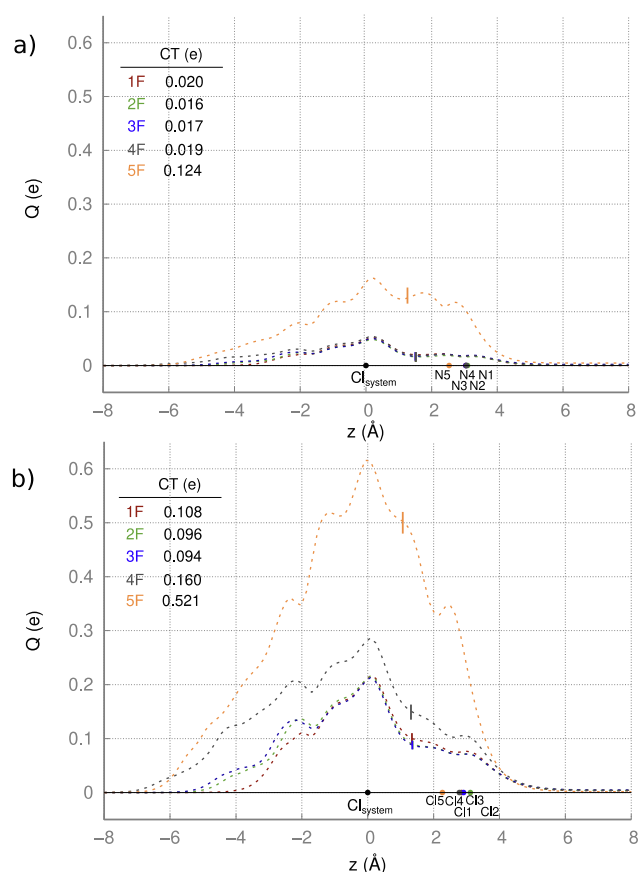 a)
CT (e)
1F 0.020
2F 0.016
3F 0.017
4F 0.019
5F 0.124
Q (e)
0.6
0.5
0.4
0.3
0.2
0.1
0
Cl_system
N5 N4 N1
N3 N2
−8 −6 −4 −2 0 2 4 6 8
z (Å)
b)
CT (e)
1F 0.108
2F 0.096
3F 0.094
4F 0.160
5F 0.521
Q (e)
0.6
0.5
0.4
0.3
0.2
0.1
0
Cl_system
Cl5 Cl4 Cl3
Cl1 Cl2
−8 −6 −4 −2 0 2 4 6 8
z (Å)